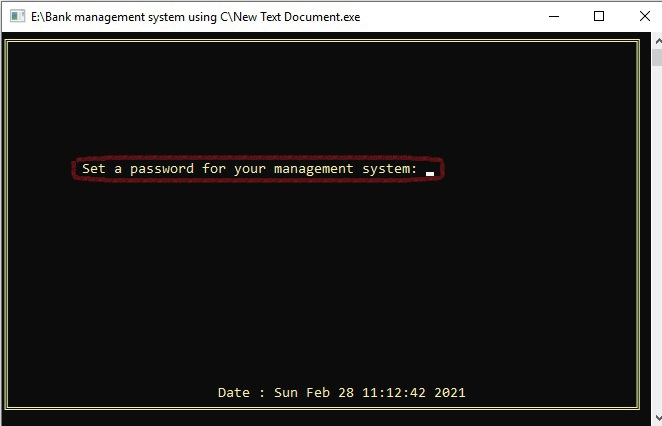 E:\Bank management system using C\New Text Document.exe
Set a password for your management system:
Date : Sun Feb 28 11:12:42 2021